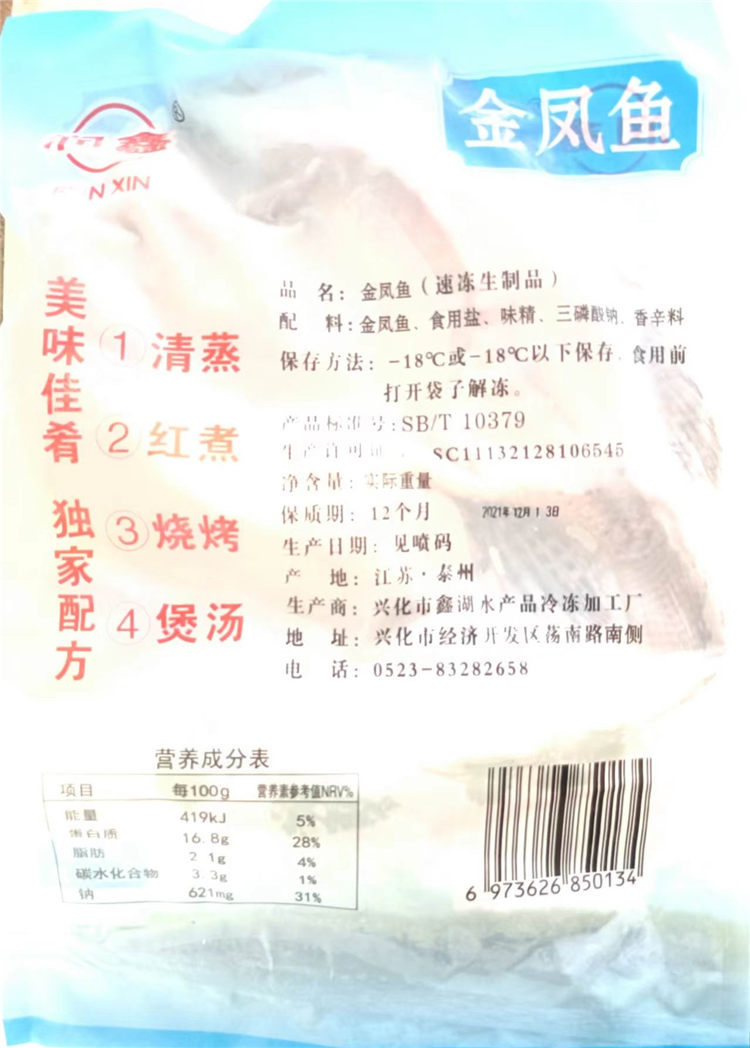 金凤鱼
鑫
XIN
美味佳肴 独家配方
①清蒸
②红煮
③烧烤
④煲汤
品 名：金凤鱼（速冻生制品）
配 料：金凤鱼、食用盐、味精、三磷酸钠、香辛料
保存方法：-18℃或-18℃以下保存，食用前
打开袋子解冻。
产品标准号：SB/T 10379
生产许可证：SC11132128106545
净含量：实际重量
保质期：12个月
2021年12月13日
生产日期：见喷码
产 地：江苏·泰州
生产商：兴化市鑫湖水产品冷冻加工厂
地 址：兴化市经济开发区荡南路南侧
电 话：0523-83282658
营养成分表
项目 每100g 营养素参考值NRV%
能量 419kJ 5%
蛋白质 16.8g 28%
脂肪 2.1g 4%
碳水化合物 3.3g 1%
钠 621mg 31%
6 973626 850134